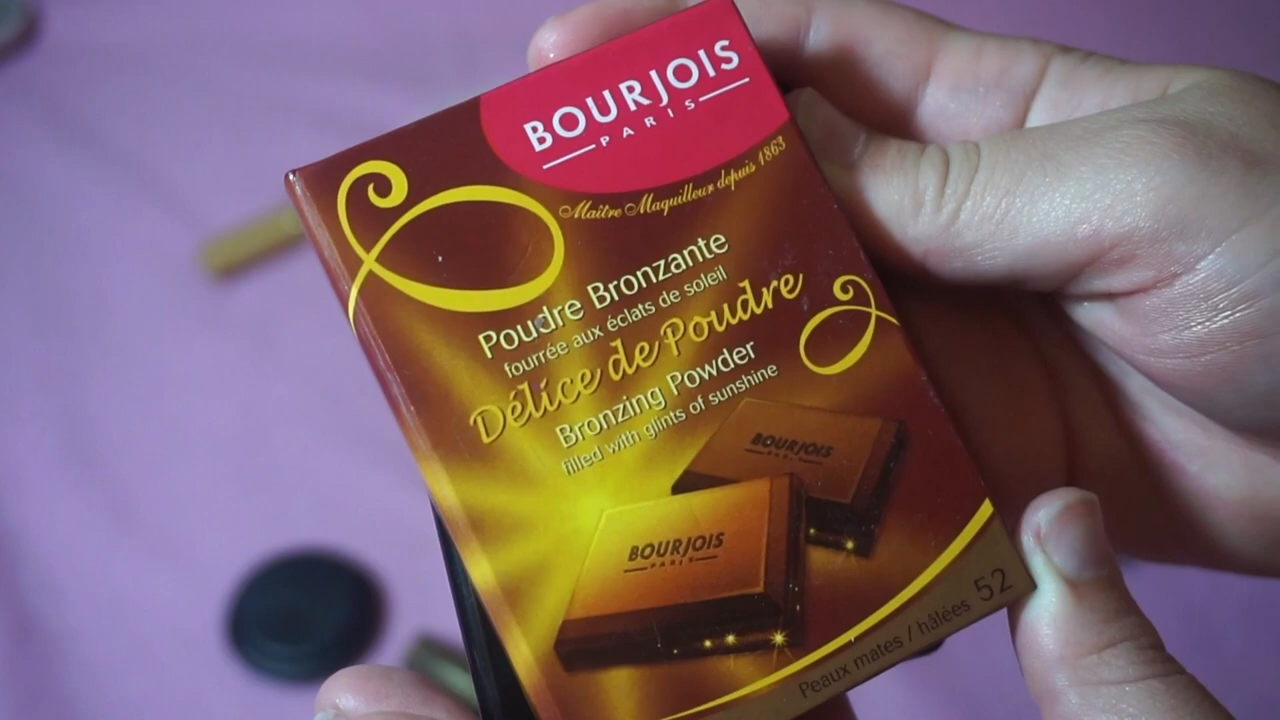 BOURJOIS
PARIS
Maître Maquilleur depuis 1863
Poudre Bronzante
fourrée aux éclats de soleil
Délice de Poudre
Bronzing Powder
filled with glints of sunshine
BOURJOIS
PARIS
BOURJOIS
PARIS
Peaux mates / hâlées 52